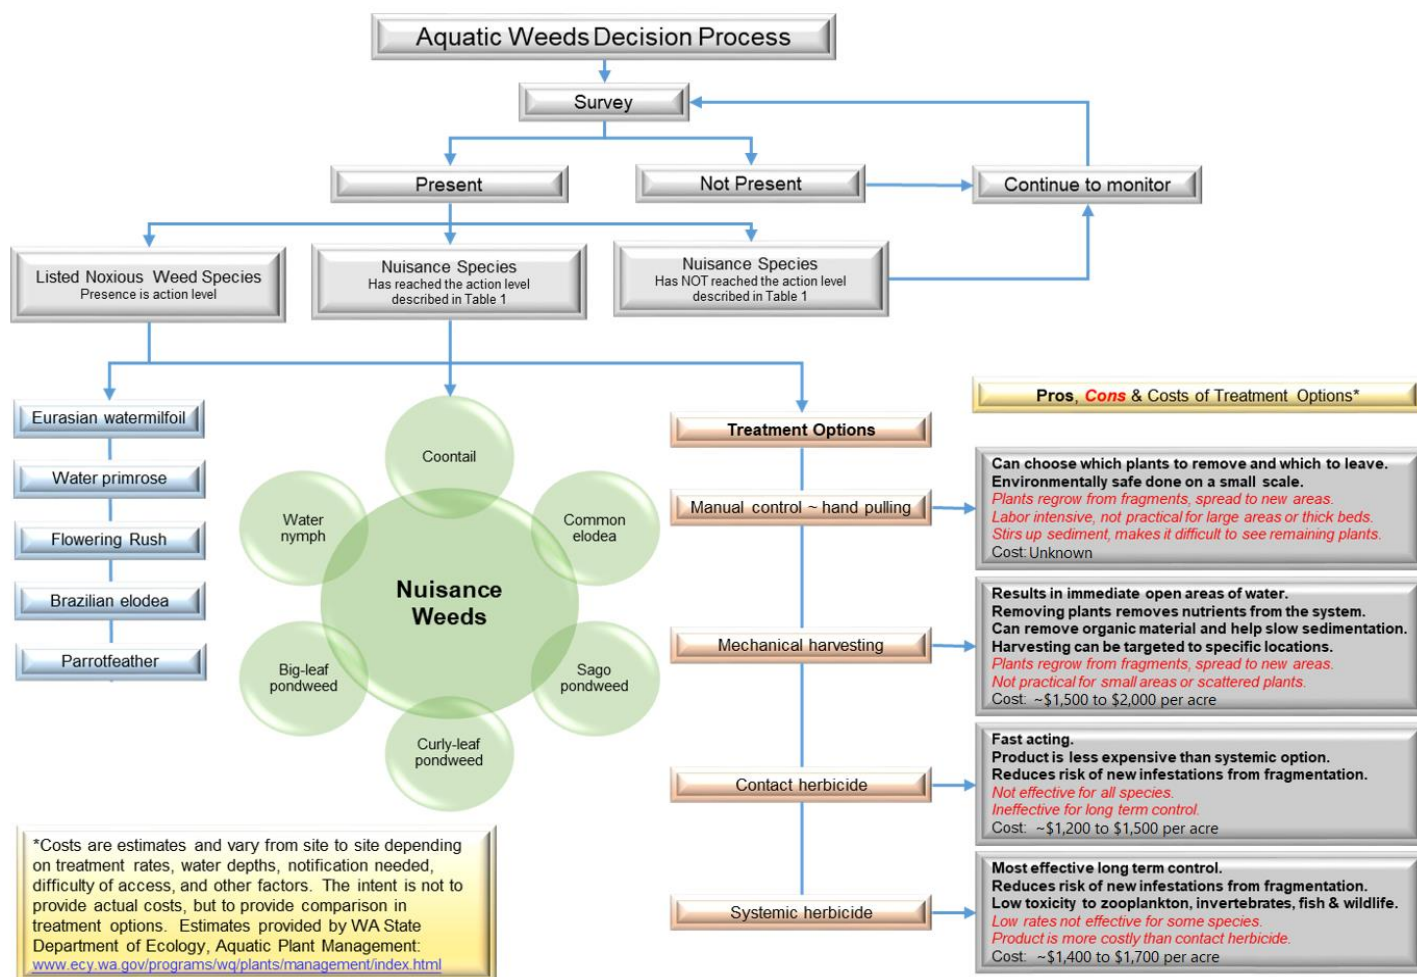 Aquatic Weeds Decision Process
Survey
Present
Not Present
Continue to monitor
Listed Noxious Weed Species
Presence is action level
Nuisance Species
Has reached the action level
described in Table 1
Nuisance Species
Has NOT reached the action level
described in Table 1
Eurasian watermilfoil
Water primrose
Flowering Rush
Brazilian elodea
Parrotfeather
Nuisance
Weeds
Coontail
Common
elodea
Sago
pondweed
Curly-leaf
pondweed
Big-leaf
pondweed
Water
nymph
Treatment Options
Manual control ~ hand pulling
Mechanical harvesting
Contact herbicide
Systemic herbicide
Pros, Cons & Costs of Treatment Options*
Can choose which plants to remove and which to leave.
Environmentally safe done on a small scale.
Plants regrow from fragments, spread to new areas.
Labor intensive, not practical for large areas or thick beds.
Stirs up sediment, makes it difficult to see remaining plants.
Cost: Unknown
Results in immediate open areas of water.
Removing plants removes nutrients from the system.
Can remove organic material and help slow sedimentation.
Harvesting can be targeted to specific locations.
Plants regrow from fragments, spread to new areas.
Not practical for small areas or scattered plants.
Cost: ~$1,500 to $2,000 per acre
Fast acting.
Product is less expensive than systemic option.
Reduces risk of new infestations from fragmentation.
Not effective for all species.
Ineffective for long term control.
Cost: ~$1,200 to $1,500 per acre
Most effective long term control.
Reduces risk of new infestations from fragmentation.
Low toxicity to zooplankton, invertebrates, fish & wildlife.
Low rates not effective for some species.
Product is more costly than contact herbicide.
Cost: ~$1,400 to $1,700 per acre
*Costs are estimates and vary from site to site depending
on treatment rates, water depths, notification needed,
difficulty of access, and other factors. The intent is not to
provide actual costs, but to provide comparison in
treatment options. Estimates provided by WA State
Department of Ecology, Aquatic Plant Management:
www.ecy.wa.gov/programs/wq/plants/management/index.html